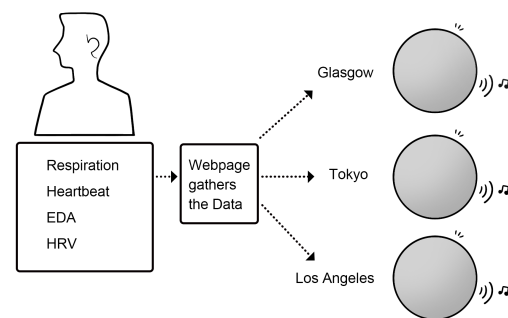 Respiration
Heartbeat
EDA
HRV
Webpage
gathers
the Data
Glasgow
Tokyo
Los Angeles